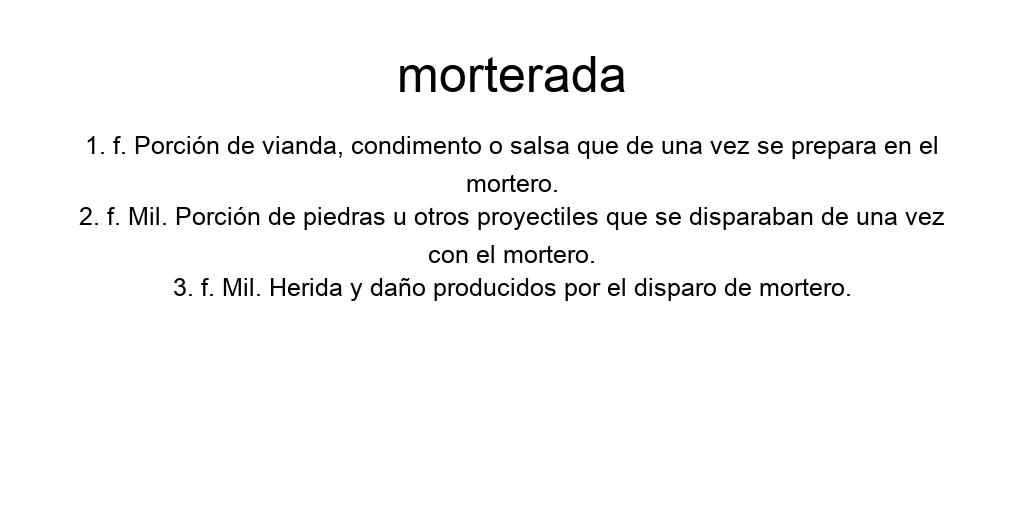 morterada
1. f. Porción de vianda, condimento o salsa que de una vez se prepara en el
mortero.
2. f. Mil. Porción de piedras u otros proyectiles que se disparaban de una vez
con el mortero.
3. f. Mil. Herida y daño producidos por el disparo de mortero.